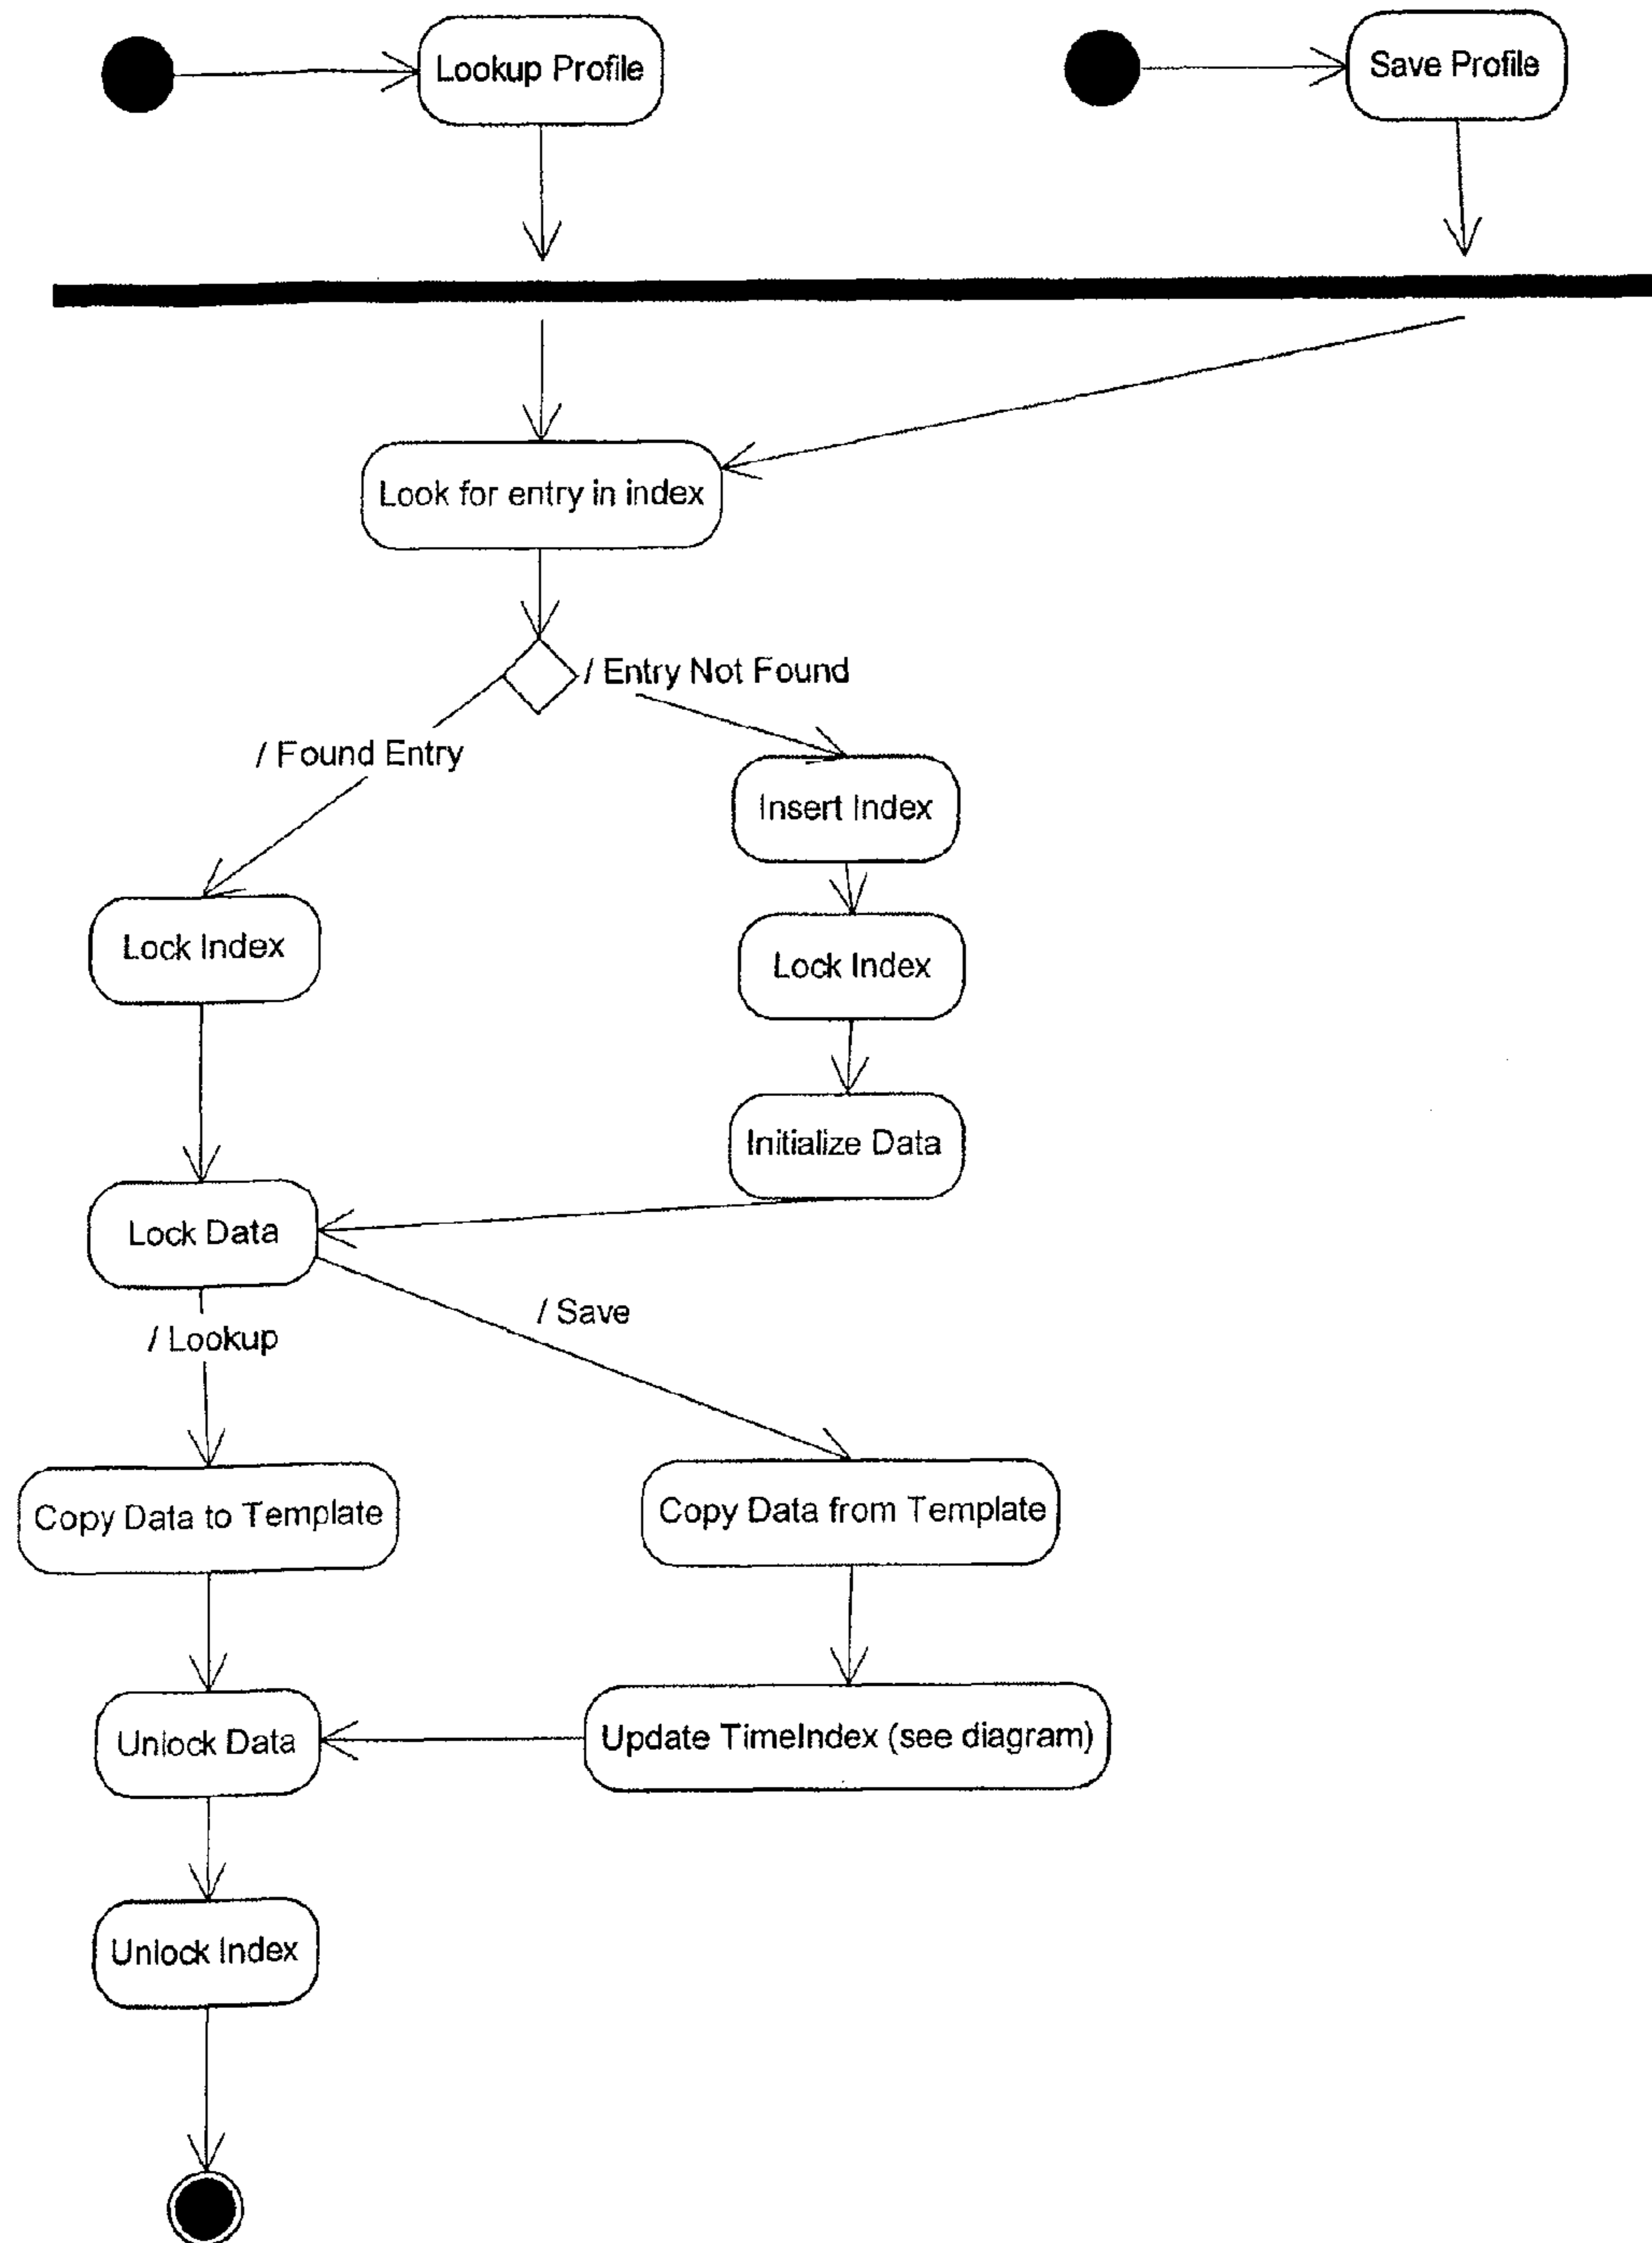 Lookup Profile
Save Profile
Look for entry in index
/ Entry Not Found
/ Found Entry
Insert Index
Lock Index
Lock Index
Initialize Data
Lock Data
/ Save
/ Lookup
Copy Data to Template
Copy Data from Template
Unlock Data
Update TimeIndex (see diagram)
Unlock Index